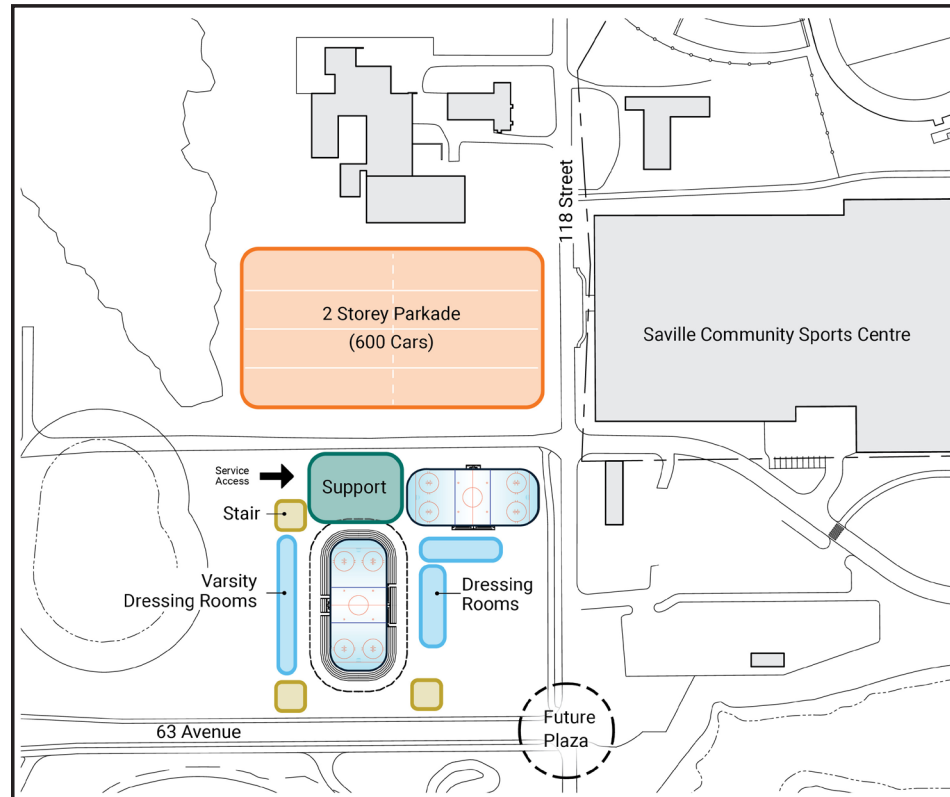 118 Street
2 Storey Parkade
(600 Cars)
Saville Community Sports Centre
Service
Access
Support
Stair
Varsity
Dressing Rooms
Dressing
Rooms
63 Avenue
Future
Plaza